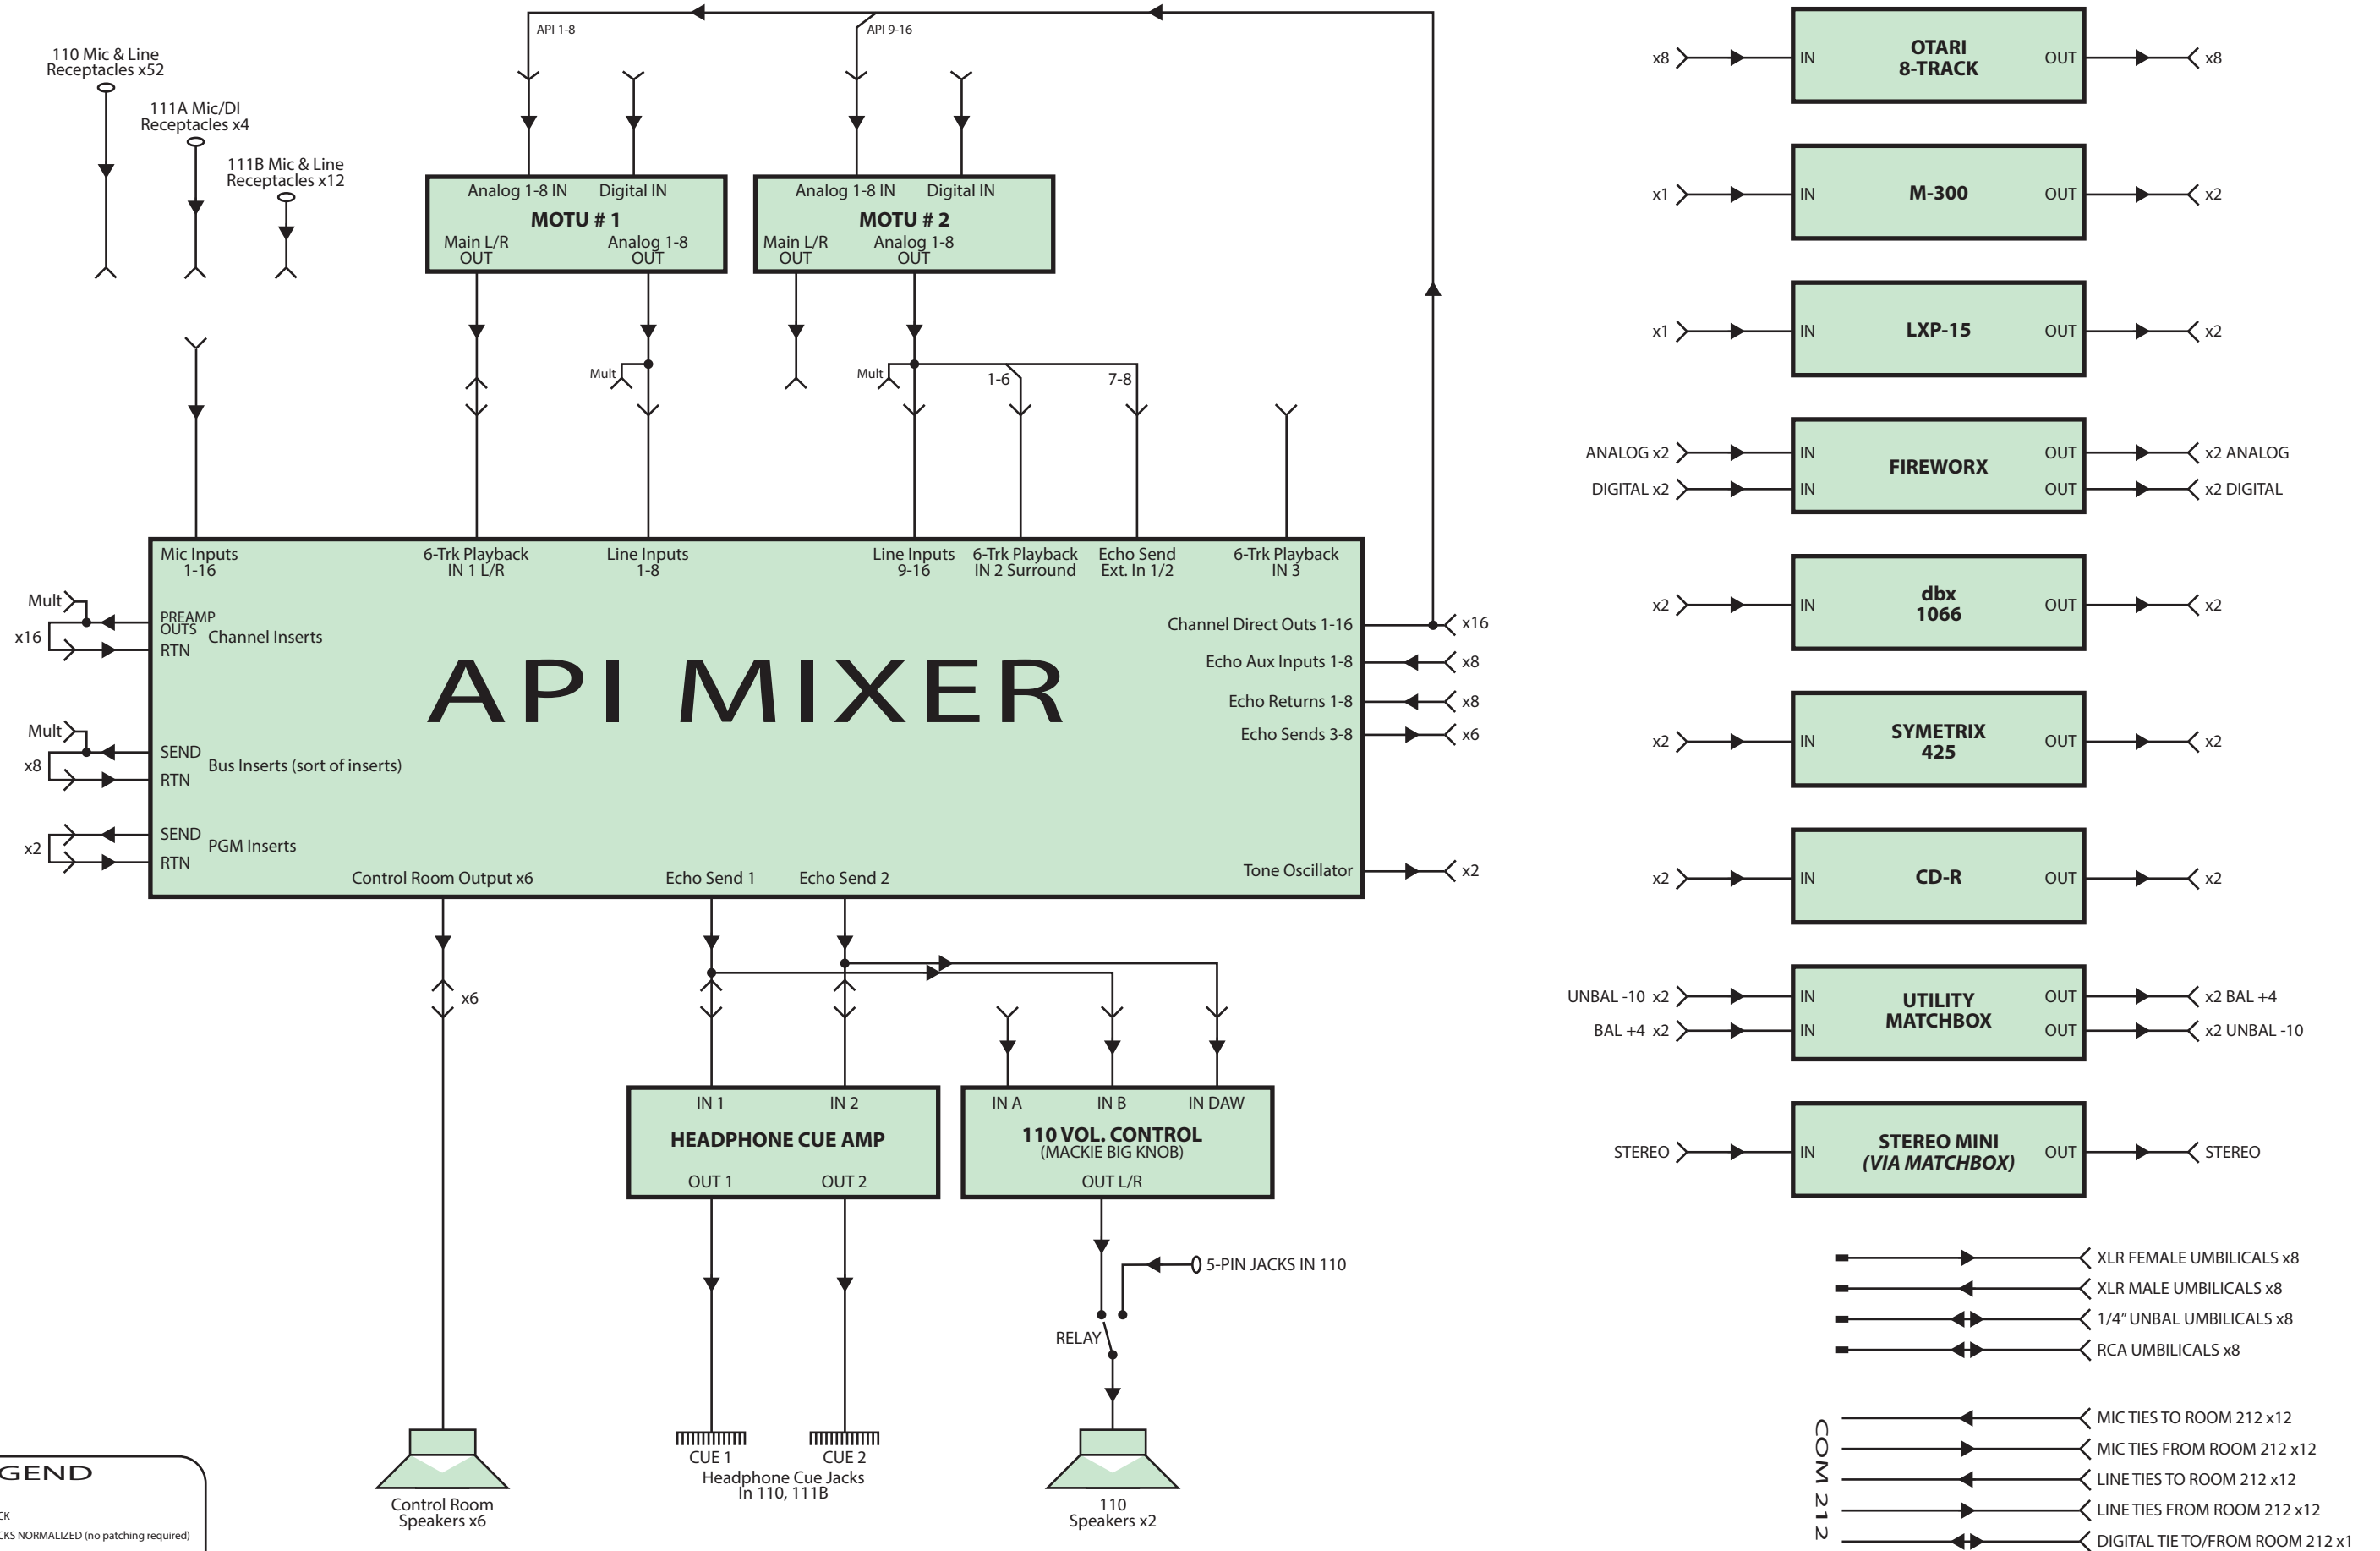 110 Mic & Line
Receptacles x52
111A Mic/DI
Receptacles x4
111B Mic & Line
Receptacles x12
API 1-8
API 9-16
Analog 1-8 IN
Digital IN
MOTU # 1
Main L/R
OUT
Analog 1-8
OUT
Analog 1-8 IN
Digital IN
MOTU # 2
Main L/R
OUT
Analog 1-8
OUT
Mult
Mult
1-6
7-8
Mic Inputs
1-16
6-Trk Playback
IN 1 L/R
Line Inputs
1-8
Line Inputs
9-16
6-Trk Playback
IN 2 Surround
Echo Send
Ext. In 1/2
6-Trk Playback
IN 3
Mult
x16
PREAMP
OUTS
Channel Inserts
RTN
Mult
x8
SEND
Bus Inserts (sort of inserts)
RTN
x2
SEND
PGM Inserts
RTN
API MIXER
Channel Direct Outs 1-16
x16
Echo Aux Inputs 1-8
x8
Echo Returns 1-8
x8
Echo Sends 3-8
x6
Tone Oscillator
x2
Control Room Output x6
Echo Send 1
Echo Send 2
x6
IN 1
IN 2
HEADPHONE CUE AMP
OUT 1
OUT 2
IN A
IN B
IN DAW
110 VOL. CONTROL
(MACKIE BIG KNOB)
OUT L/R
5-PIN JACKS IN 110
RELAY
Control Room
Speakers x6
CUE 1
CUE 2
Headphone Cue Jacks
In 110, 111B
110
Speakers x2
GEND
CK
CKS NORMALIZED (no patching required)
x8
IN
OTARI
8-TRACK
OUT
x8
x1
IN
M-300
OUT
x2
x1
IN
LXP-15
OUT
x2
ANALOG x2
IN
FIREWORX
OUT
x2 ANALOG
DIGITAL x2
IN
OUT
x2 DIGITAL
x2
IN
dbx
1066
OUT
x2
x2
IN
SYMETRIX
425
OUT
x2
x2
IN
CD-R
OUT
x2
UNBAL -10 x2
IN
UTILITY
MATCHBOX
OUT
x2 BAL +4
BAL +4 x2
IN
OUT
x2 UNBAL -10
STEREO
IN
STEREO MINI
(VIA MATCHBOX)
OUT
STEREO
XLR FEMALE UMBILICALS x8
XLR MALE UMBILICALS x8
1/4" UNBAL UMBILICALS x8
RCA UMBILICALS x8
COM 212
MIC TIES TO ROOM 212 x12
MIC TIES FROM ROOM 212 x12
LINE TIES TO ROOM 212 x12
LINE TIES FROM ROOM 212 x12
DIGITAL TIE TO/FROM ROOM 212 x1